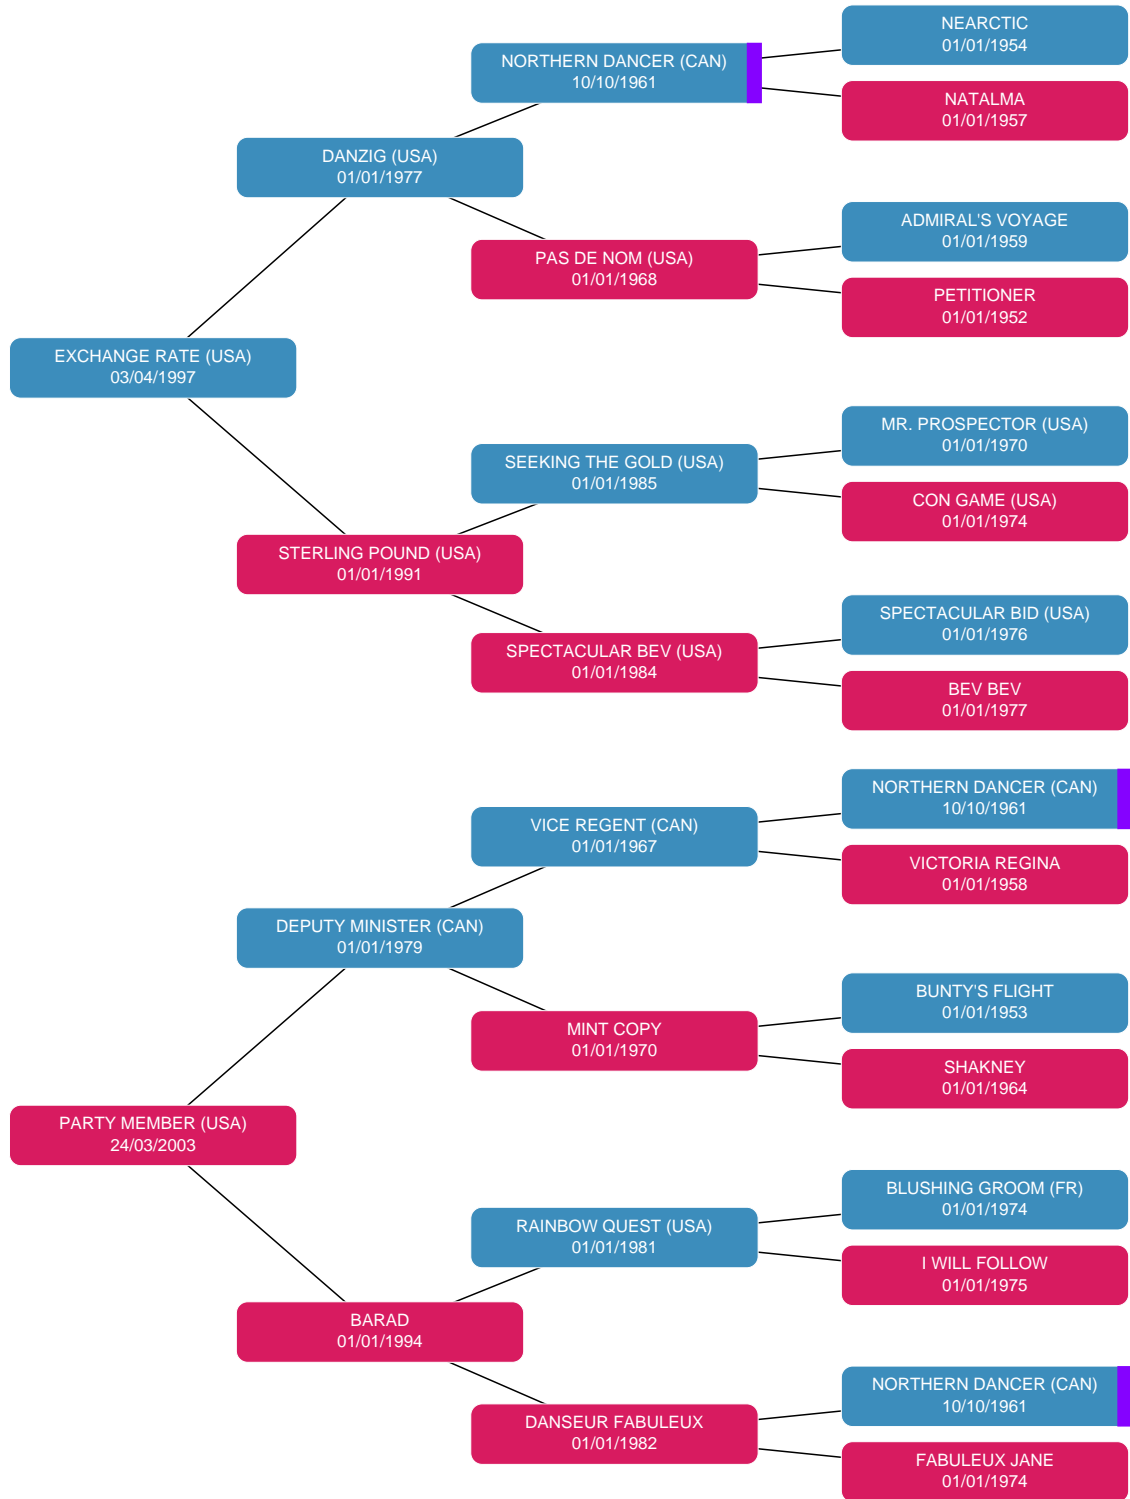 NEARCTIC
01/01/1954
NORTHERN DANCER (CAN)
10/10/1961
NATALMA
01/01/1957
DANZIG (USA)
01/01/1977
ADMIRAL'S VOYAGE
01/01/1959
PAS DE NOM (USA)
01/01/1968
PETITIONER
01/01/1952
EXCHANGE RATE (USA)
03/04/1997
MR. PROSPECTOR (USA)
01/01/1970
SEEKING THE GOLD (USA)
01/01/1985
CON GAME (USA)
01/01/1974
STERLING POUND (USA)
01/01/1991
SPECTACULAR BID (USA)
01/01/1976
SPECTACULAR BEV (USA)
01/01/1984
BEV BEV
01/01/1977
NORTHERN DANCER (CAN)
10/10/1961
VICE REGENT (CAN)
01/01/1967
VICTORIA REGINA
01/01/1958
DEPUTY MINISTER (CAN)
01/01/1979
BUNTY'S FLIGHT
01/01/1953
MINT COPY
01/01/1970
SHAKNEY
01/01/1964
PARTY MEMBER (USA)
24/03/2003
BLUSHING GROOM (FR)
01/01/1974
RAINBOW QUEST (USA)
01/01/1981
I WILL FOLLOW
01/01/1975
BARAD
01/01/1994
NORTHERN DANCER (CAN)
10/10/1961
DANSEUR FABULEUX
01/01/1982
FABULEUX JANE
01/01/1974